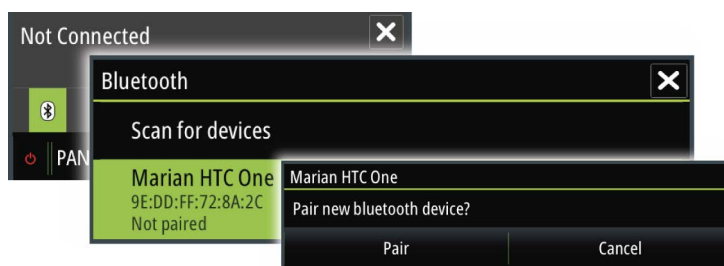 Not Connected
PAN
Bluetooth
Scan for devices
Marian HTC One
9E:DD:FF:72:8A:2C
Not paired
Marian HTC One
Pair new bluetooth device?
Pair
Cancel